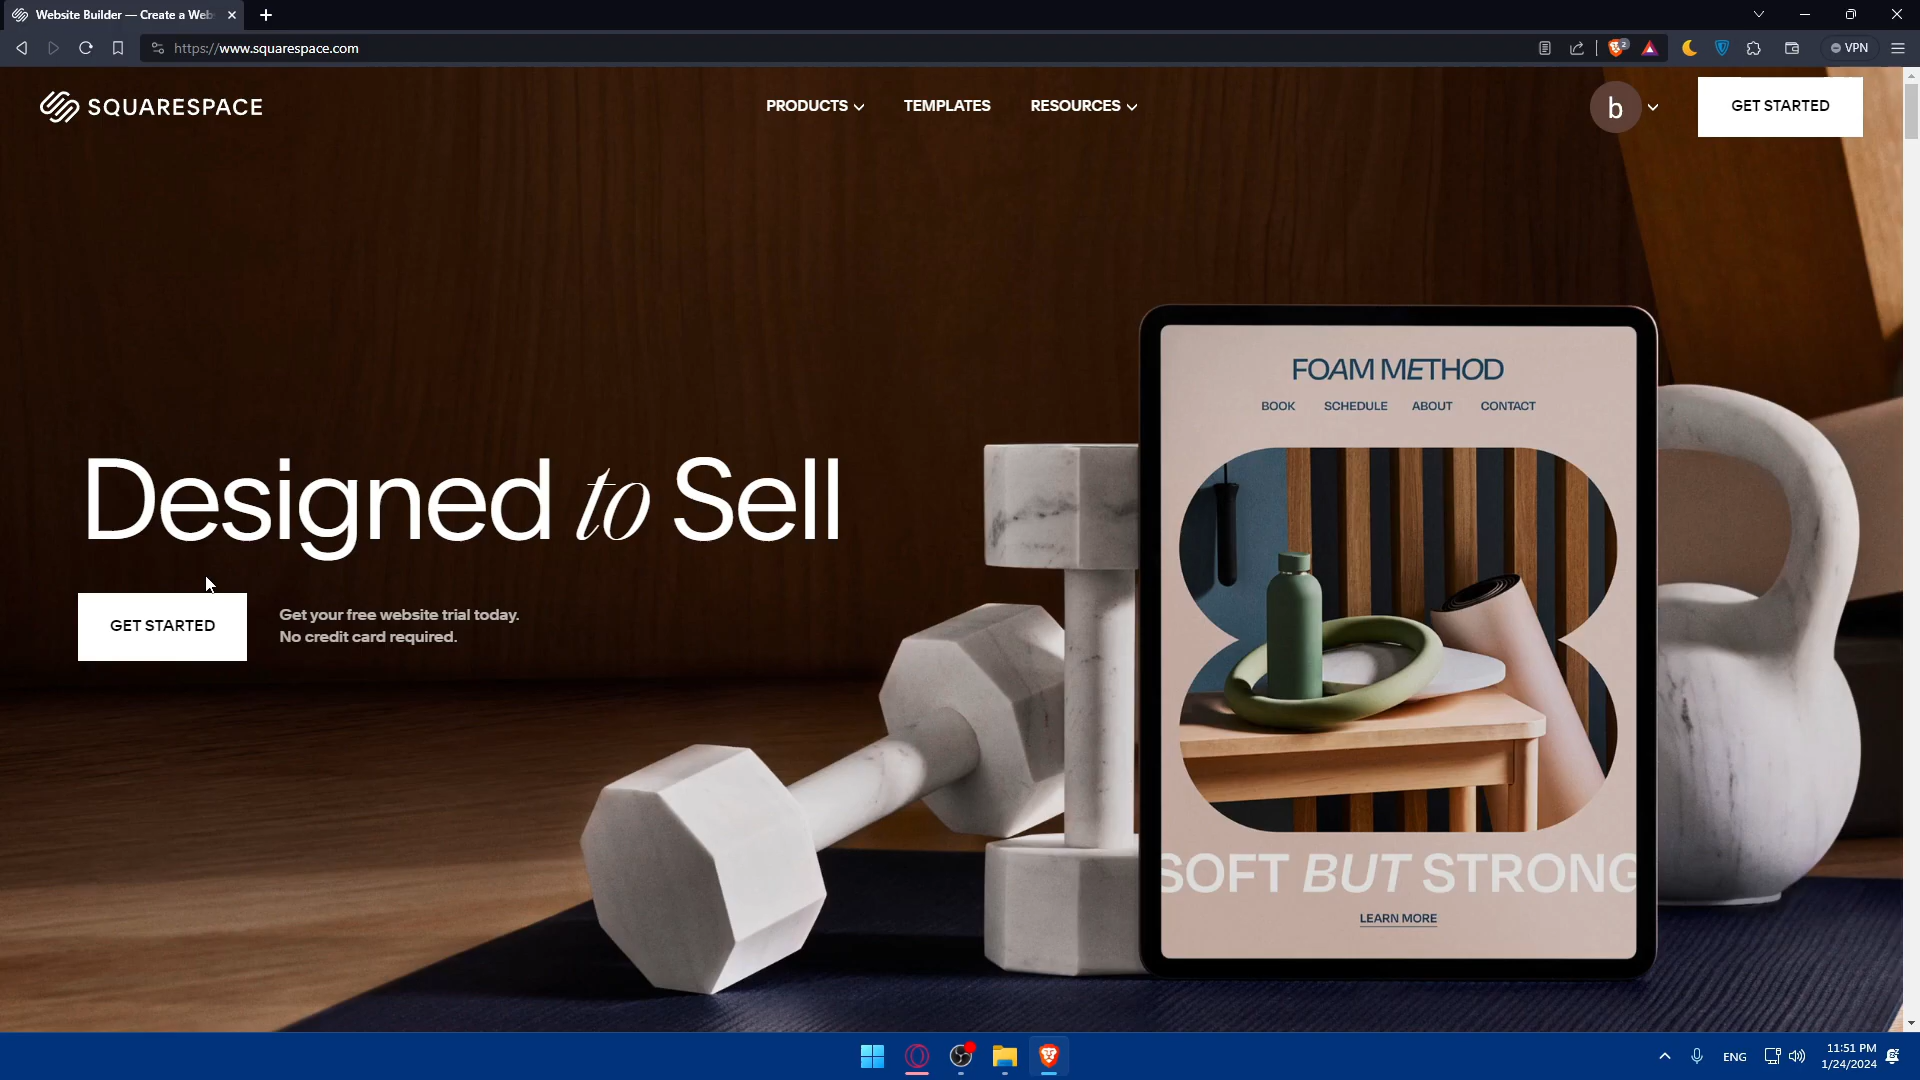 Website Builder — Create a Web
https://www.squarespace.com
2
VPN
SQUARESPACE
PRODUCTS
TEMPLATES
RESOURCES
b
GET STARTED
FOAM METHOD
BOOK
SCHEDULE
ABOUT
CONTACT
Designed to Sell
GET STARTED
Get your free website trial today.
No credit card required.
SOFT BUT STRONG
LEARN MORE
ENG
11:51 PM
1/24/2024